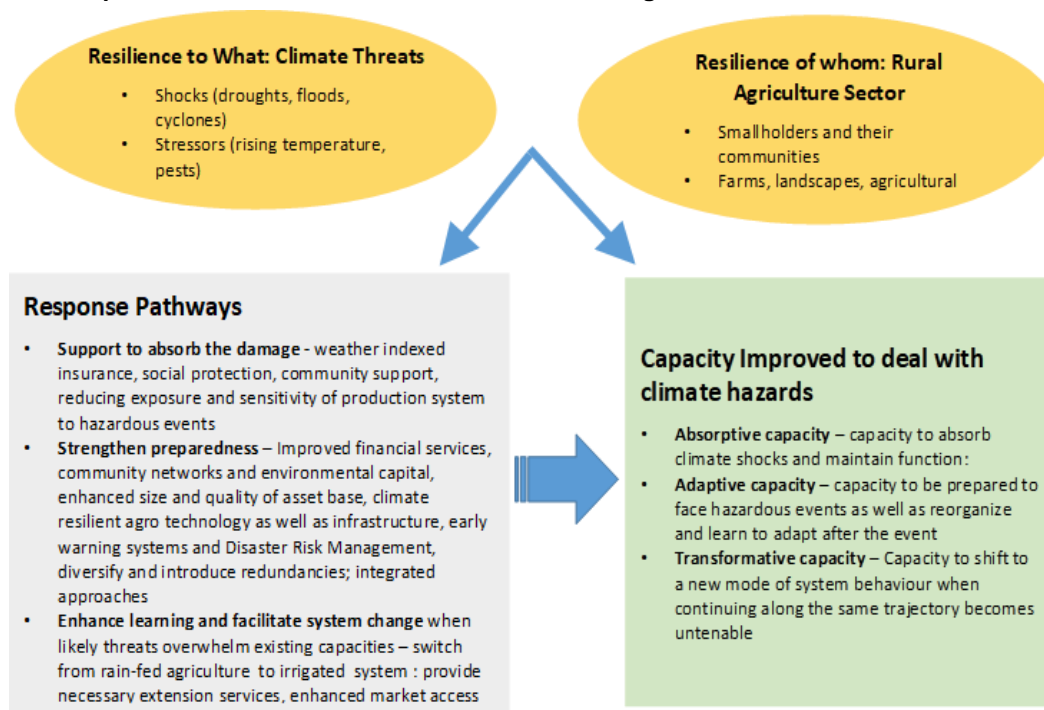 Resilience to What: Climate Threats
• Shocks (droughts, floods,
cyclones)
• Stressors (rising temperature,
pests)
Resilience of whom: Rural
Agriculture Sector
• Smallholders and their
communities
• Farms, landscapes, agricultural
Response Pathways
• Support to absorb the damage - weather indexed
insurance, social protection, community support,
reducing exposure and sensitivity of production system
to hazardous events
• Strengthen preparedness – Improved financial services,
community networks and environmental capital,
enhanced size and quality of asset base, climate
resilient agro technology as well as infrastructure, early
warning systems and Disaster Risk Management,
diversify and introduce redundancies; integrated
approaches
• Enhance learning and facilitate system change when
likely threats overwhelm existing capacities – switch
from rain-fed agriculture to irrigated system : provide
necessary extension services, enhanced market access
Capacity Improved to deal with
climate hazards
• Absorptive capacity – capacity to absorb
climate shocks and maintain function:
• Adaptive capacity – capacity to be prepared to
face hazardous events as well as reorganize
and learn to adapt after the event
• Transformative capacity – Capacity to shift to
a new mode of system behaviour when
continuing along the same trajectory becomes
untenable